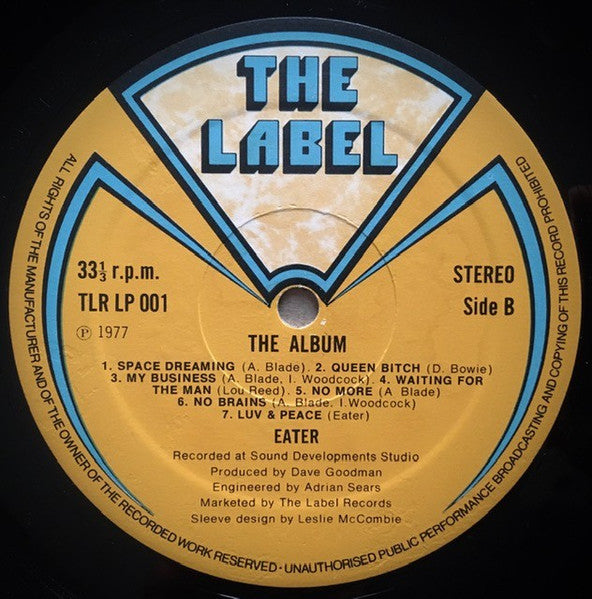 THE
LABEL
33⅓ r.p.m.
TLR LP 001
℗ 1977
STEREO
Side B
THE ALBUM
1. SPACE DREAMING (A. Blade). 2. QUEEN BITCH (D. Bowie)
3. MY BUSINESS (A. Blade, I. Woodcock). 4. WAITING FOR
THE MAN (Lou Reed). 5. NO MORE (A Blade)
6. NO BRAINS (A. Blade. I.Woodcock)
7. LUV & PEACE (Eater)
EATER
Recorded at Sound Developments Studio
Produced by Dave Goodman
Engineered by Adrian Sears
Marketed by The Label Records
Sleeve design by Leslie McCombie
ALL RIGHTS OF THE MANUFACTURER AND OF THE OWNER OF THE RECORDED WORK RESERVED · UNAUTHORISED PUBLIC PERFORMANCE BROADCASTING AND COPYING OF THIS RECORD PROHIBITED